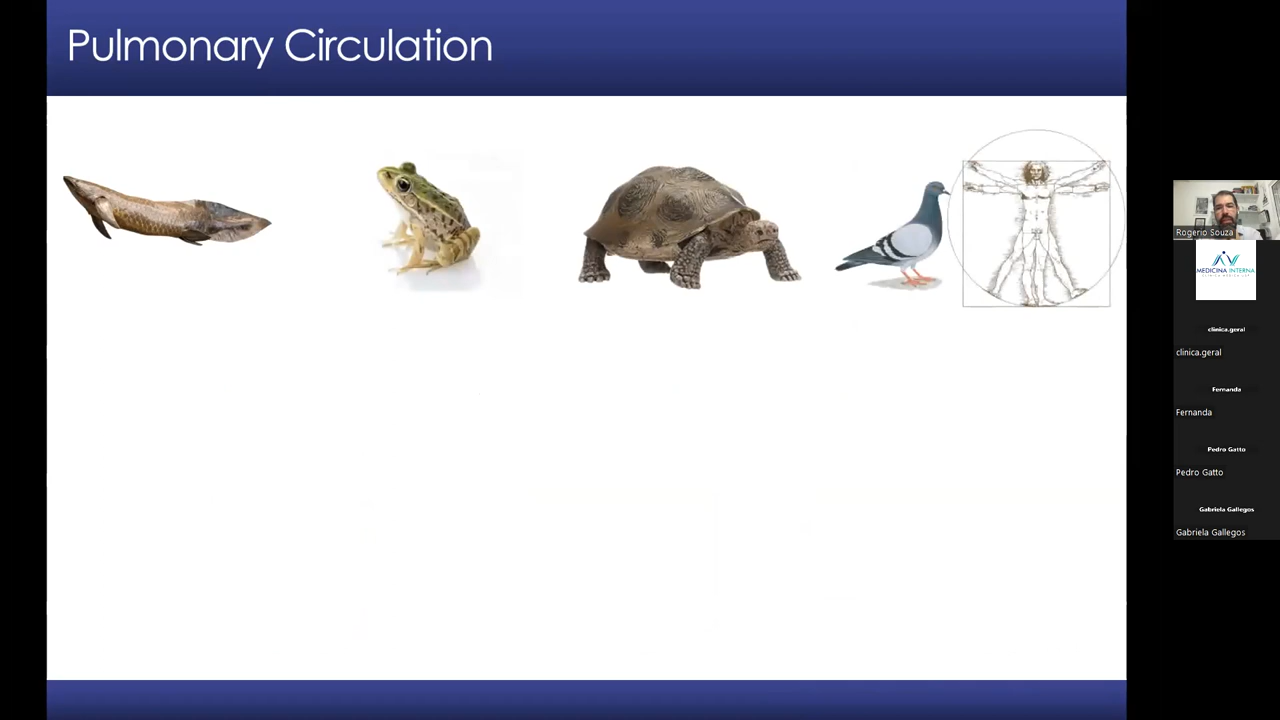 Pulmonary Circulation
Rogerio Souza
MEDICINA INTERNA
clinica.geral
clinica.geral
Fernanda
Fernanda
Pedro Gatto
Pedro Gatto
Gabriela Gallegos
Gabriela Gallegos